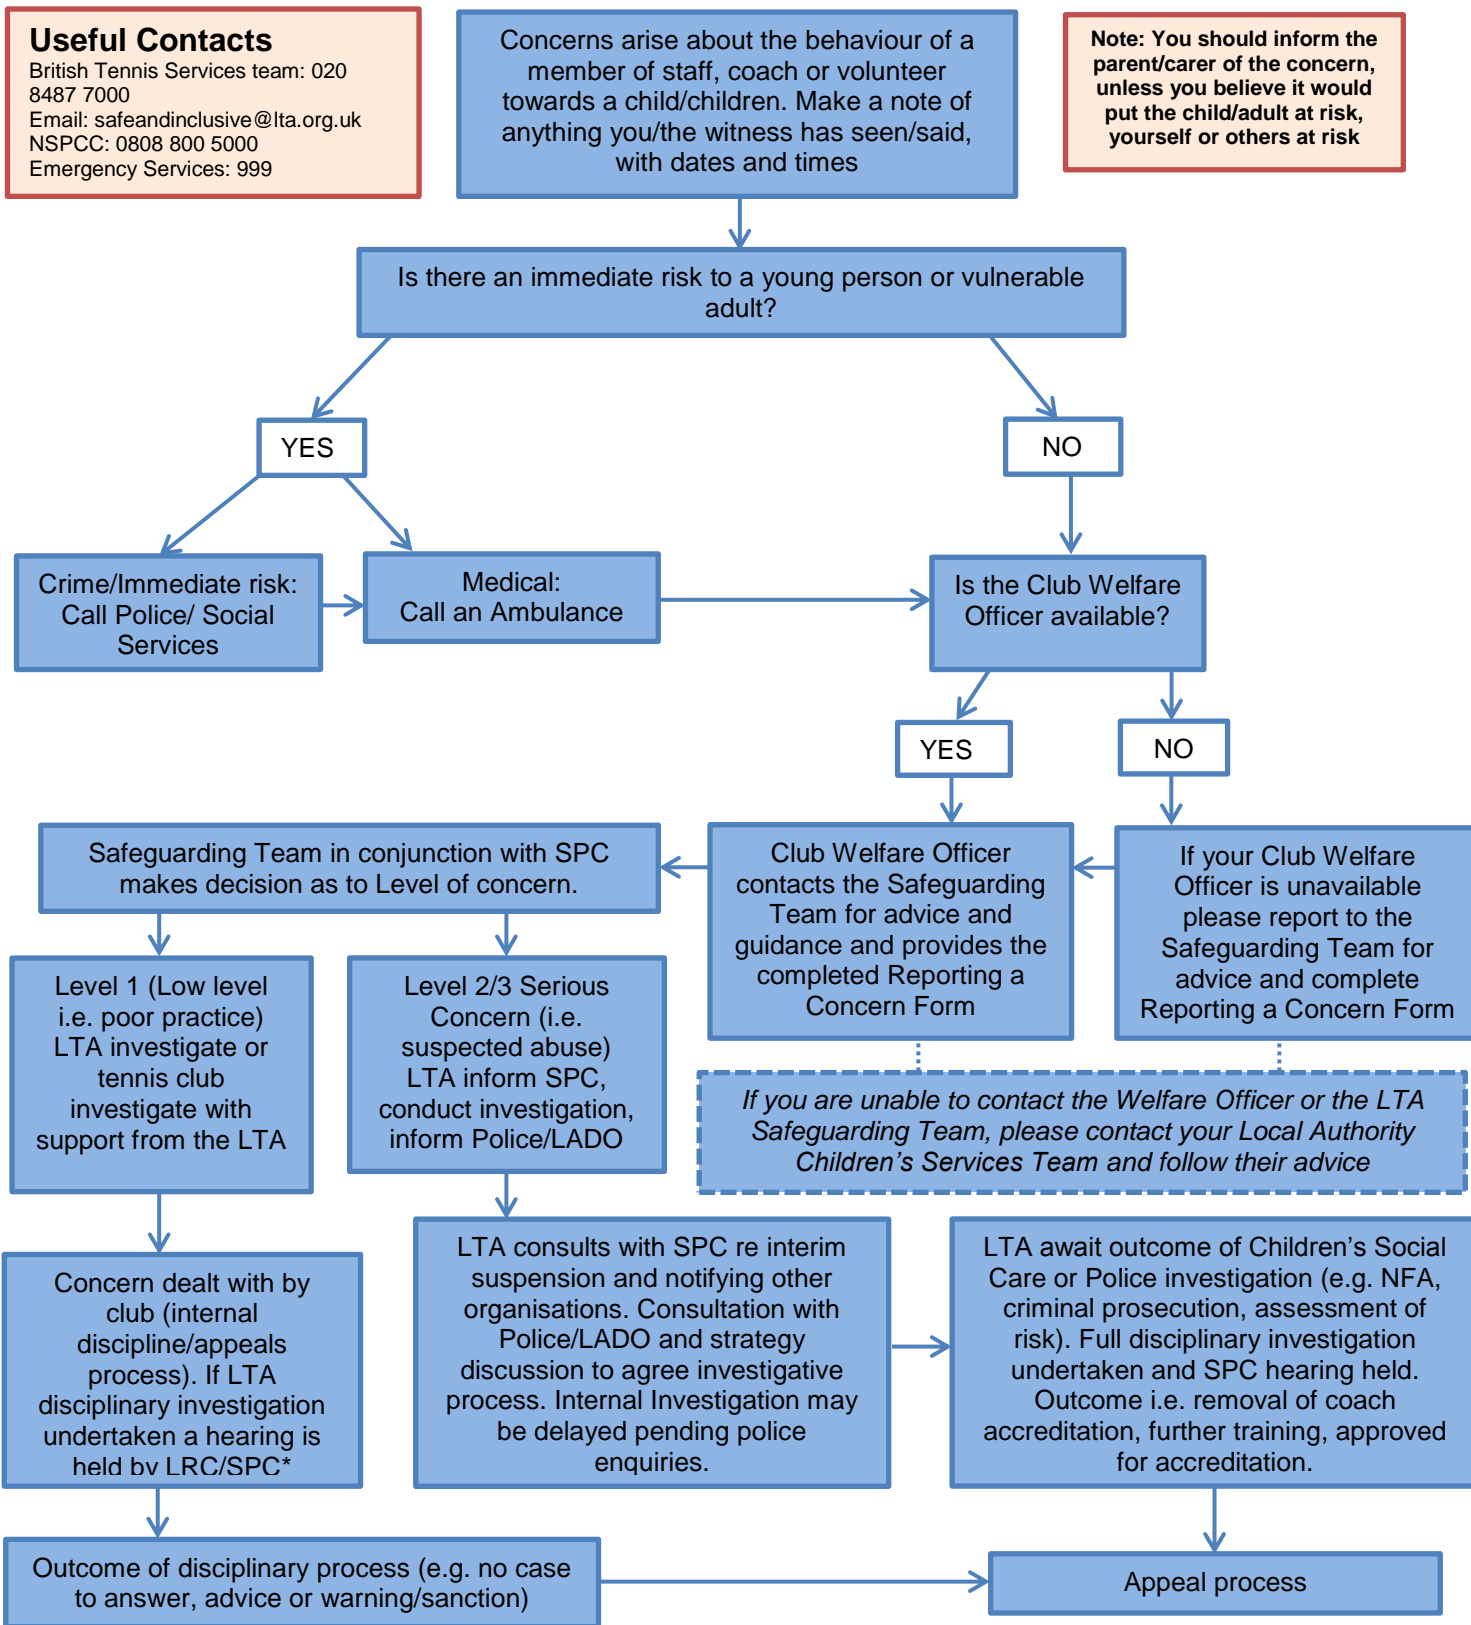 Useful Contacts
British Tennis Services team: 020
8487 7000
Email: safeandinclusive@lta.org.uk
NSPCC: 0808 800 5000
Emergency Services: 999
Concerns arise about the behaviour of a
member of staff, coach or volunteer
towards a child/children. Make a note of
anything you/the witness has seen/said,
with dates and times
Note: You should inform the
parent/carer of the concern,
unless you believe it would
put the child/adult at risk,
yourself or others at risk
Is there an immediate risk to a young person or vulnerable
adult?
YES
NO
Crime/Immediate risk:
Call Police/ Social
Services
Medical:
Call an Ambulance
Is the Club Welfare
Officer available?
YES
NO
Safeguarding Team in conjunction with SPC
makes decision as to Level of concern.
Club Welfare Officer
contacts the Safeguarding
Team for advice and
guidance and provides the
completed Reporting a
Concern Form
If your Club Welfare
Officer is unavailable
please report to the
Safeguarding Team for
advice and complete
Reporting a Concern Form
Level 1 (Low level
i.e. poor practice)
LTA investigate or
tennis club
investigate with
support from the LTA
Level 2/3 Serious
Concern (i.e.
suspected abuse)
LTA inform SPC,
conduct investigation,
inform Police/LADO
If you are unable to contact the Welfare Officer or the LTA
Safeguarding Team, please contact your Local Authority
Children’s Services Team and follow their advice
Concern dealt with by
club (internal
discipline/appeals
process). If LTA
disciplinary investigation
undertaken a hearing is
held by LRC/SPC*
LTA consults with SPC re interim
suspension and notifying other
organisations. Consultation with
Police/LADO and strategy
discussion to agree investigative
process. Internal Investigation may
be delayed pending police
enquiries.
LTA await outcome of Children’s Social
Care or Police investigation (e.g. NFA,
criminal prosecution, assessment of
risk). Full disciplinary investigation
undertaken and SPC hearing held.
Outcome i.e. removal of coach
accreditation, further training, approved
for accreditation.
Outcome of disciplinary process (e.g. no case
to answer, advice or warning/sanction)
Appeal process